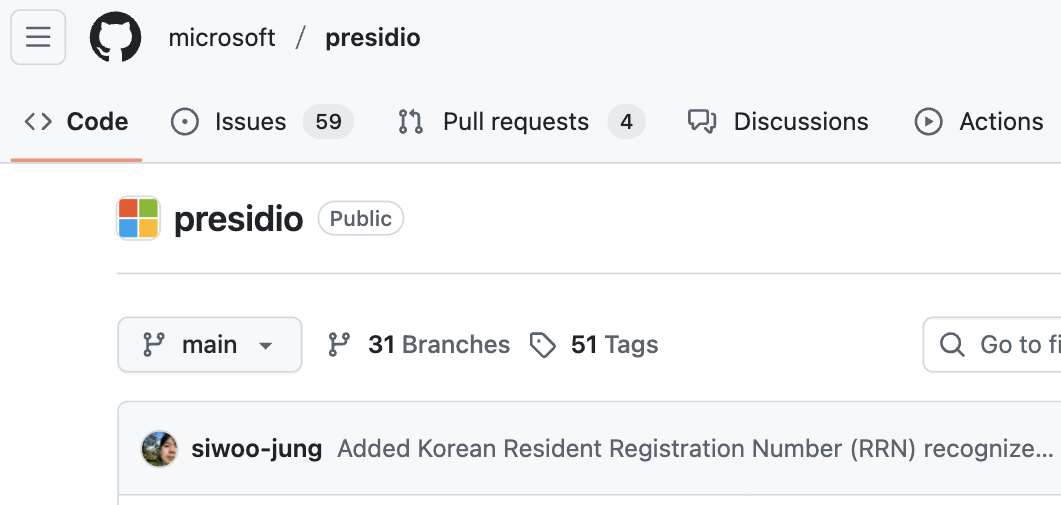 microsoft / presidio
Code Issues 59 Pull requests 4 Discussions Actions
presidio Public
main 31 Branches 51 Tags Go to fi
siwoo-jung Added Korean Resident Registration Number (RRN) recognize...